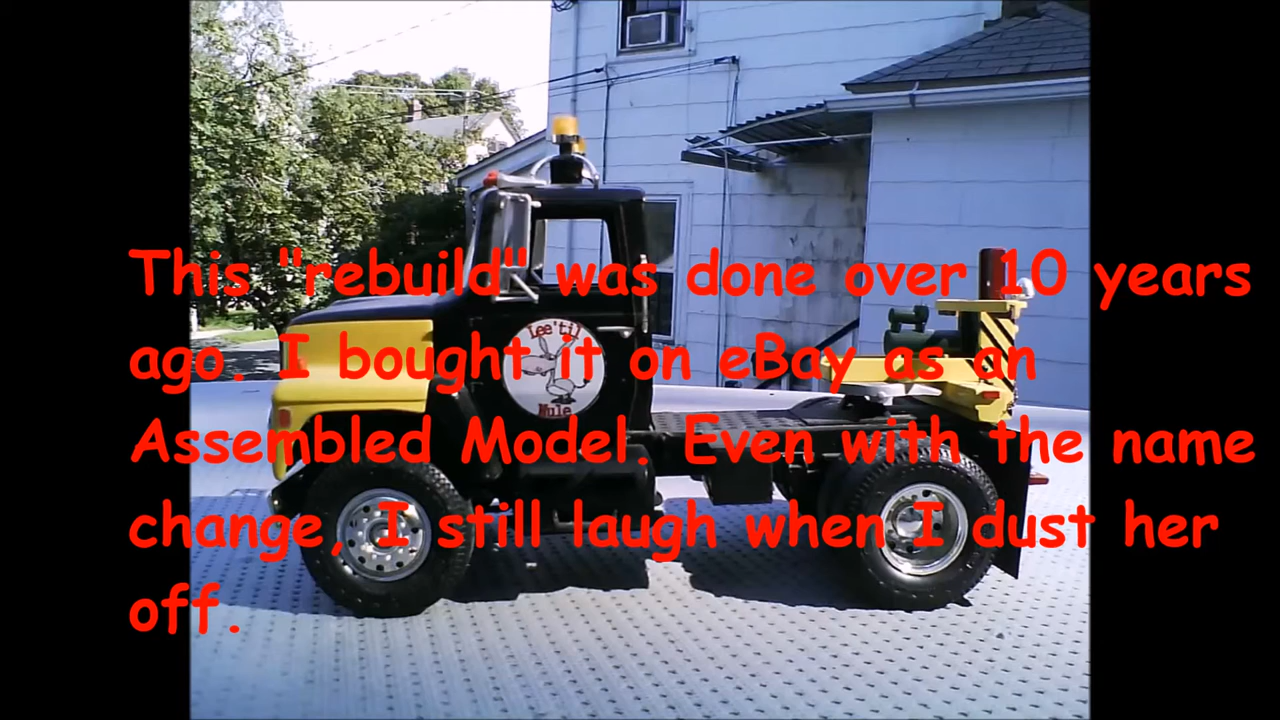 This "rebuild" was done over 10 years
ago. I bought it on eBay as an
Assembled Model. Even with the name
change, I still laugh when I dust her
off.
Lee'til
Mule